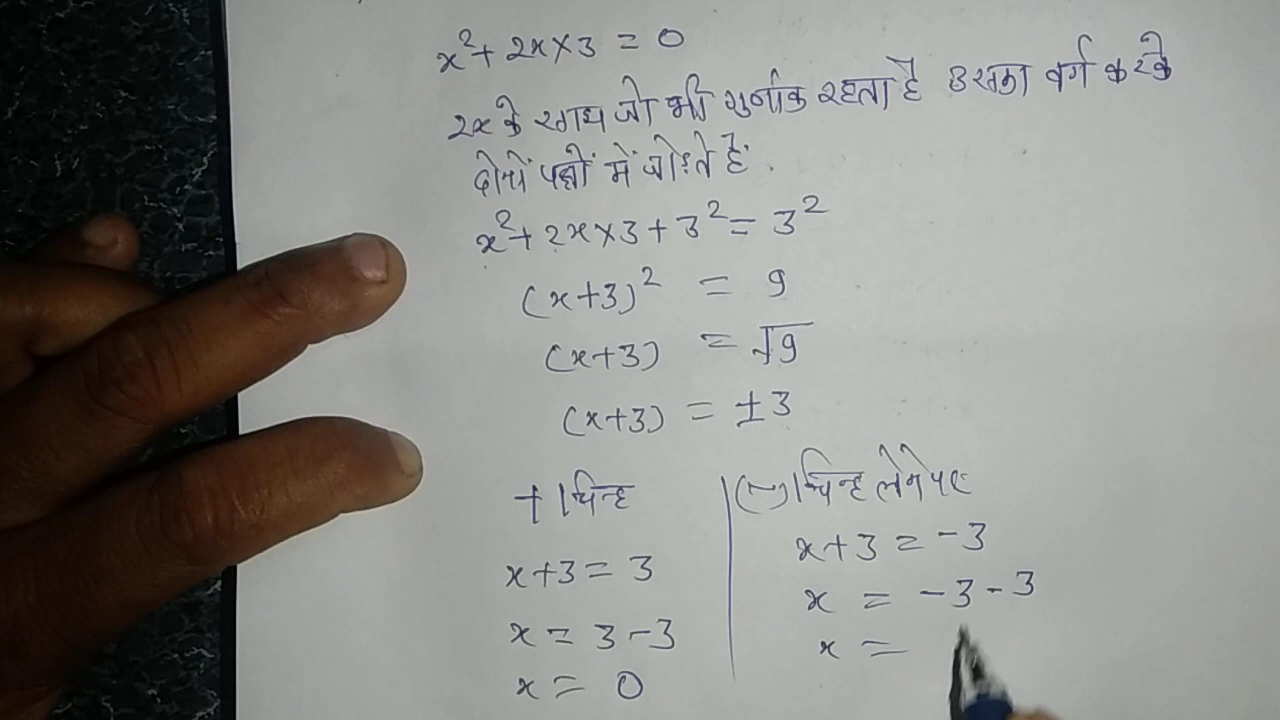 x²+ 2x×3 = 0
2x के साथ जो भी गुणांक रहता है उसका वर्ग करके
दोनों पक्षों में जोड़ते हैं.
x²+ 2x×3+3² = 3²
(x+3)² = 9
(x+3) = √9
(x+3) = ±3
+ चिन्ह
x+3 = 3
x = 3-3
x = 0
(-) चिन्ह लेने पर
x+3 = -3
x = -3-3
x =